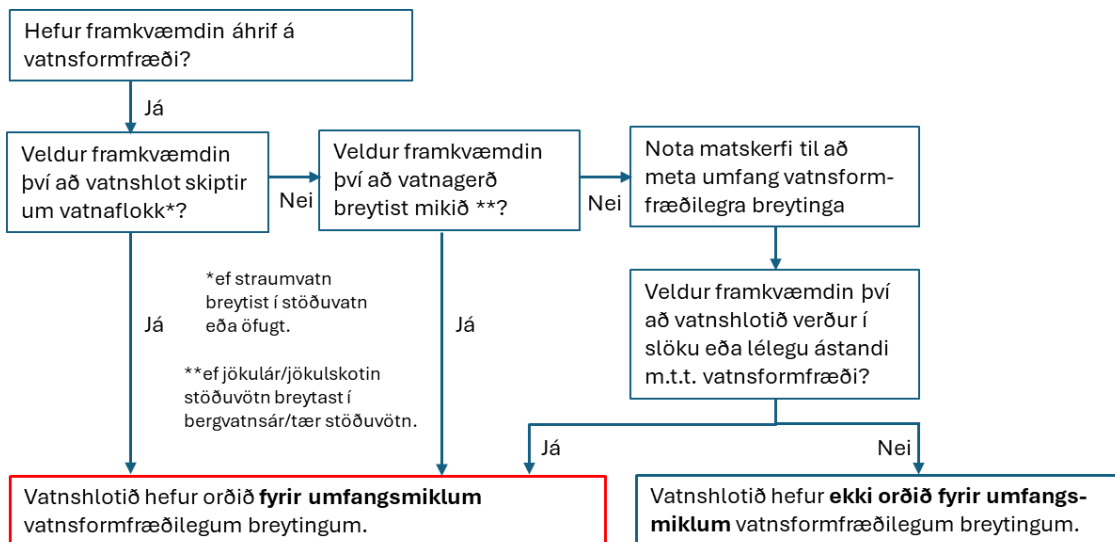 Hefur framkvæmdin áhrif á
vatnsformfræði?
Já
Veldur framkvæmdin
því að vatnshlot skiptir
um vatnaflokk*?
Nei
Veldur framkvæmdin
því að vatnagerð
breytist mikið **?
Nei
Nota matskerfi til að
meta umfang vatnsform-
fræðilegra breytinga
*ef straumvatn
breytist í stöðuvatn
eða öfugt.
Já
Já
**ef jökulár/jökulskotin
stöðuvötn breytast í
bergvatnsár/tær stöðuvötn.
Veldur framkvæmdin því
að vatnshlotið verður í
slöku eða lélegu ástandi
m.t.t. vatnsformfræði?
Já
Nei
Vatnshlotið hefur orðið fyrir umfangsmiklum
vatnsformfræðilegum breytingum.
Vatnshlotið hefur ekki orðið fyrir umfangs-
miklum vatnsformfræðilegum breytingum.